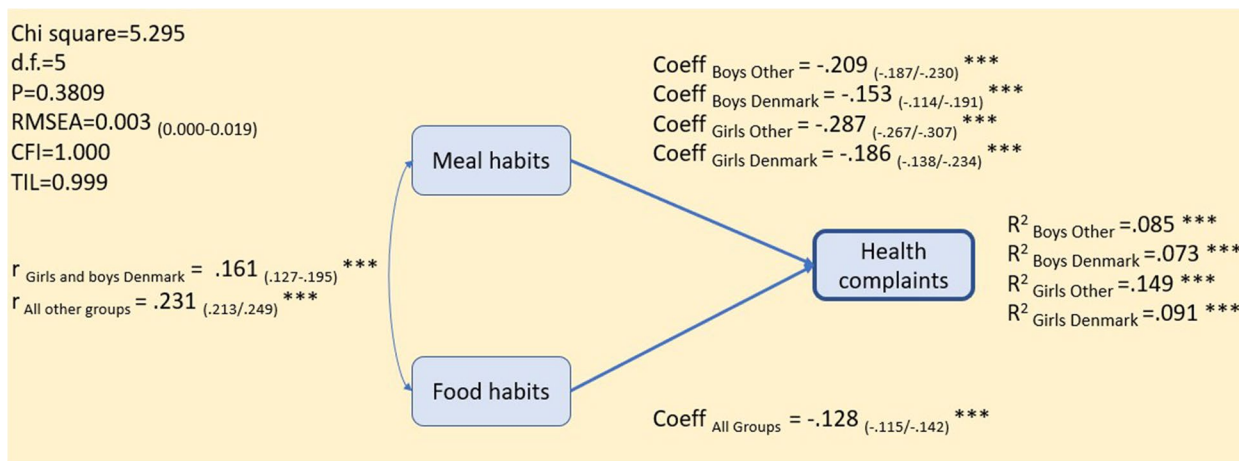 Chi square=5.295
d.f.=5
P=0.3809
RMSEA=0.003 (0.000-0.019)
CFI=1.000
TIL=0.999
Coeff Boys Other = -.209 (-.187/-.230) ***
Coeff Boys Denmark = -.153 (-.114/-.191) ***
Coeff Girls Other = -.287 (-.267/-.307) ***
Coeff Girls Denmark = -.186 (-.138/-.234) ***
Meal habits
r Girls and boys Denmark = .161 (.127-.195) ***
r All other groups = .231 (.213/.249) ***
Health
complaints
R² Boys Other =.085 ***
R² Boys Denmark =.073 ***
R² Girls Other =.149 ***
R² Girls Denmark =.091 ***
Food habits
Coeff All Groups = -.128 (-.115/-.142) ***